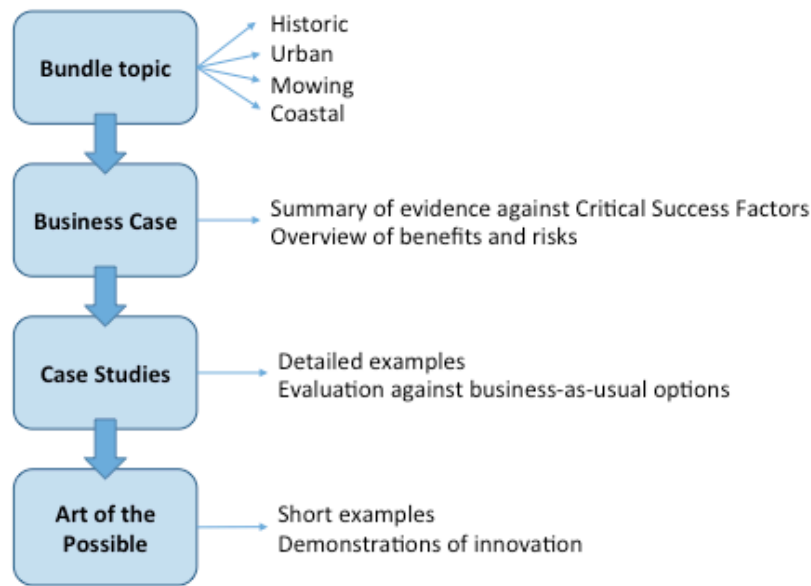 Bundle topic
Historic
Urban
Mowing
Coastal
Business Case
Summary of evidence against Critical Success Factors
Overview of benefits and risks
Case Studies
Detailed examples
Evaluation against business-as-usual options
Art of the
Possible
Short examples
Demonstrations of innovation